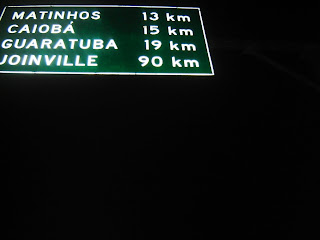 MATINHOS 13 km
CAIOBÁ 15 km
GUARATUBA 19 km
JOINVILLE 90 km